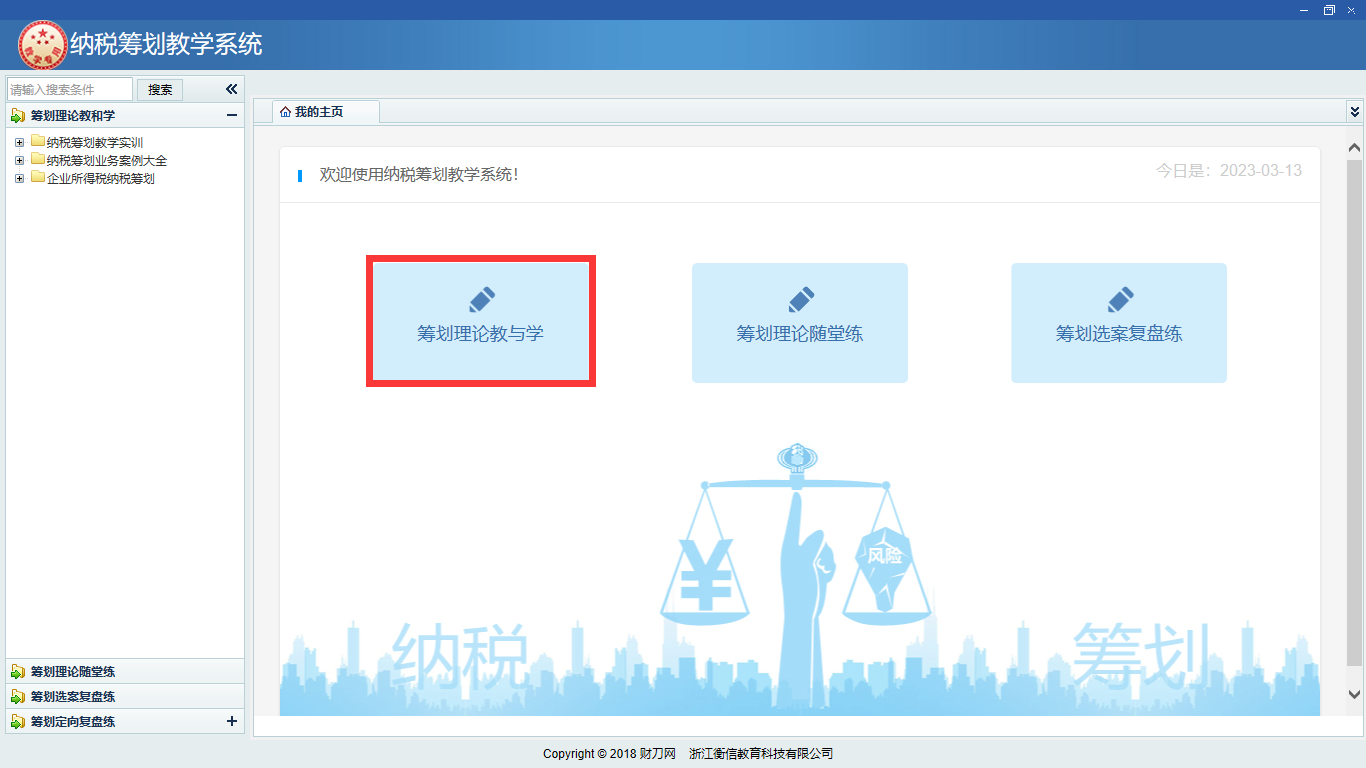 纳税筹划教学系统
请输入搜索条件
搜索
筹划理论教和学
纳税筹划教学实训
纳税筹划业务案例大全
企业所得税纳税筹划
筹划理论随堂练
筹划选案复盘练
筹划定向复盘练
我的主页
欢迎使用纳税筹划教学系统！
今日是：2023-03-13
筹划理论教与学
筹划理论随堂练
筹划选案复盘练
¥
风险
纳税
筹划
Copyright © 2018 财刀网 浙江衡信教育科技有限公司